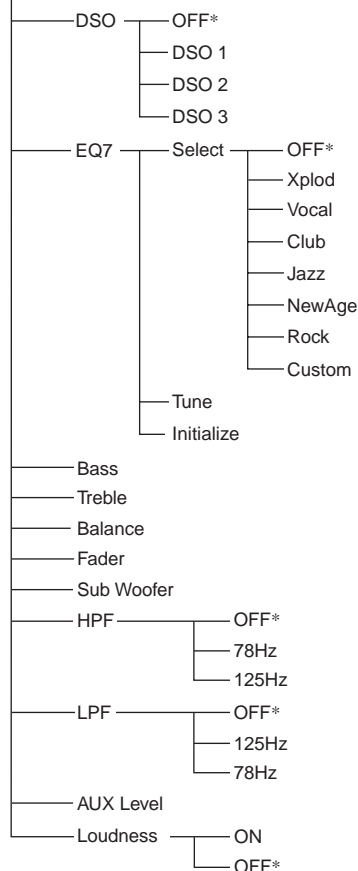 DSO OFF*
DSO 1
DSO 2
DSO 3
EQ7 Select OFF*
Xplod
Vocal
Club
Jazz
NewAge
Rock
Custom
Tune
Initialize
Bass
Treble
Balance
Fader
Sub Woofer
HPF OFF*
78Hz
125Hz
LPF OFF*
125Hz
78Hz
AUX Level
Loudness ON
OFF*